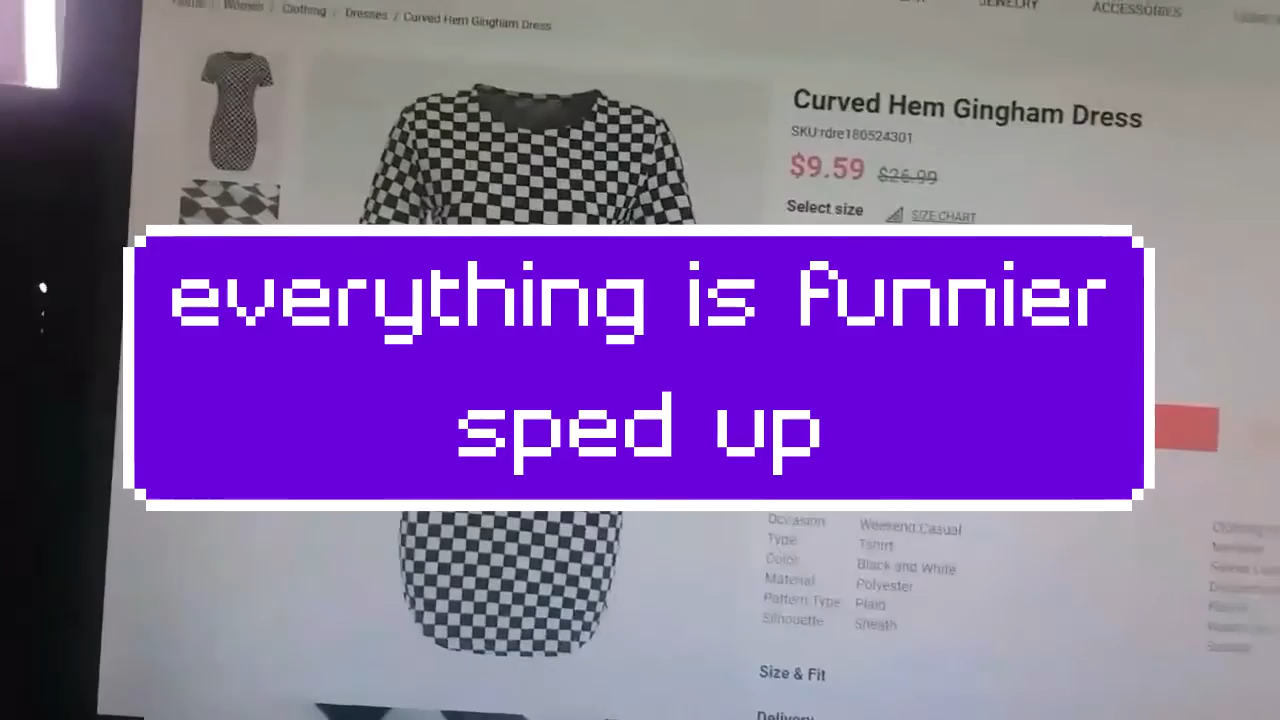 Home / Women / Clothing / Dresses / Curved Hem Gingham Dress
JEWELRY
ACCESSORIES
Curved Hem Gingham Dress
SKU:rdre180524301
$9.59 $26.99
Select size SIZE CHART
everything is funnier
sped up
Occasion Weekend,Casual
Type Tshirt
Color Black and White
Material Polyester
Pattern Type Plaid
Silhouette Sheath
Size & Fit
Delivery